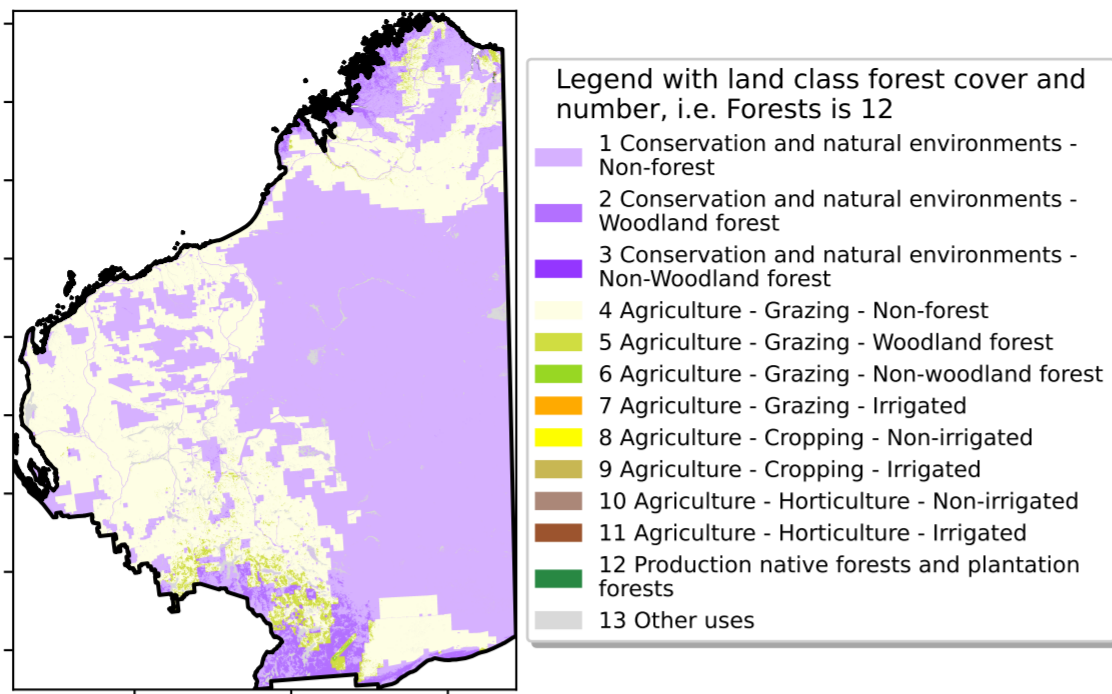 Legend with land class forest cover and
number, i.e. Forests is 12
1 Conservation and natural environments -
Non-forest
2 Conservation and natural environments -
Woodland forest
3 Conservation and natural environments -
Non-Woodland forest
4 Agriculture - Grazing - Non-forest
5 Agriculture - Grazing - Woodland forest
6 Agriculture - Grazing - Non-woodland forest
7 Agriculture - Grazing - Irrigated
8 Agriculture - Cropping - Non-irrigated
9 Agriculture - Cropping - Irrigated
10 Agriculture - Horticulture - Non-irrigated
11 Agriculture - Horticulture - Irrigated
12 Production native forests and plantation
forests
13 Other uses